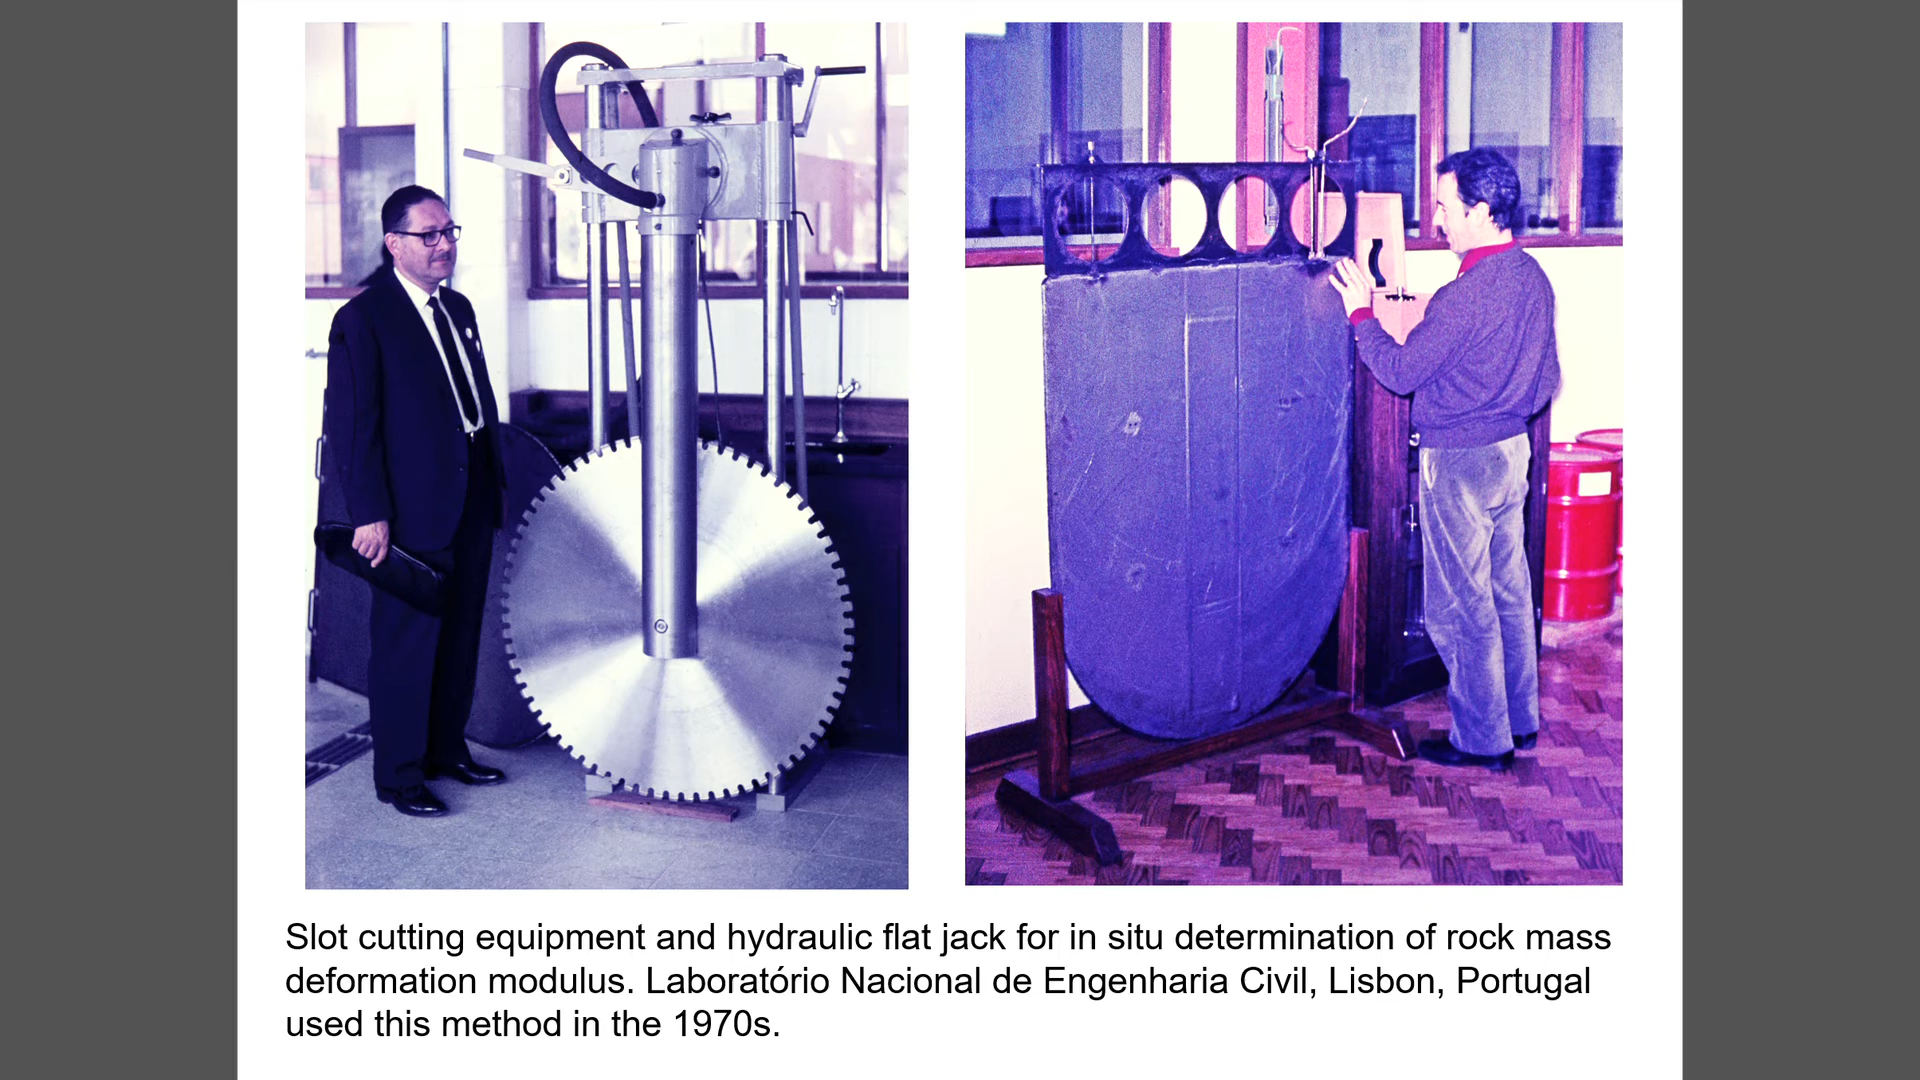 Slot cutting equipment and hydraulic flat jack for in situ determination of rock mass
deformation modulus. Laboratório Nacional de Engenharia Civil, Lisbon, Portugal
used this method in the 1970s.